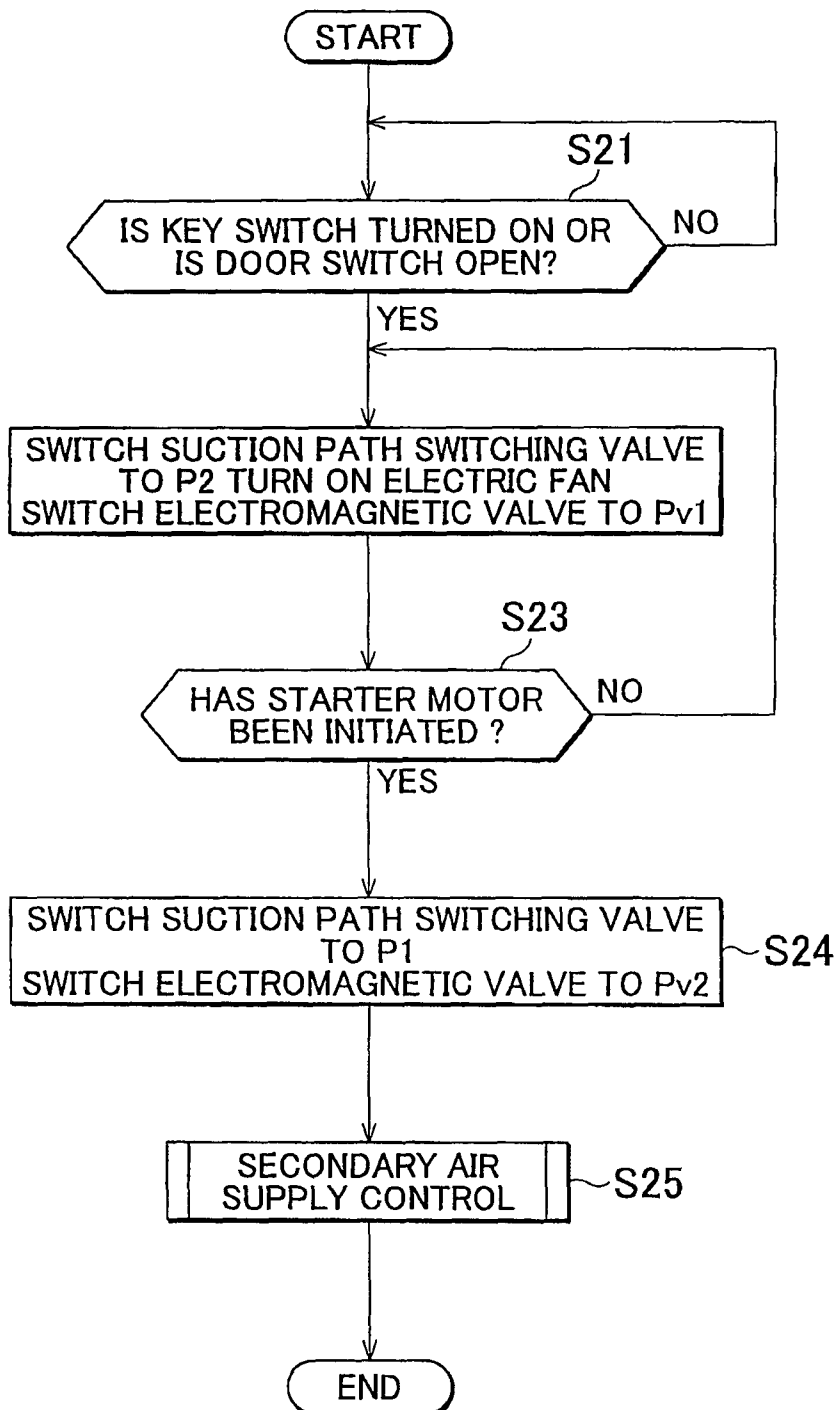 START
S21
IS KEY SWITCH TURNED ON OR
IS DOOR SWITCH OPEN?
NO
YES
SWITCH SUCTION PATH SWITCHING VALVE
TO P2 TURN ON ELECTRIC FAN
SWITCH ELECTROMAGNETIC VALVE TO Pv1
S23
HAS STARTER MOTOR
BEEN INITIATED ?
NO
YES
SWITCH SUCTION PATH SWITCHING VALVE
TO P1
SWITCH ELECTROMAGNETIC VALVE TO Pv2
S24
SECONDARY AIR
SUPPLY CONTROL
S25
END